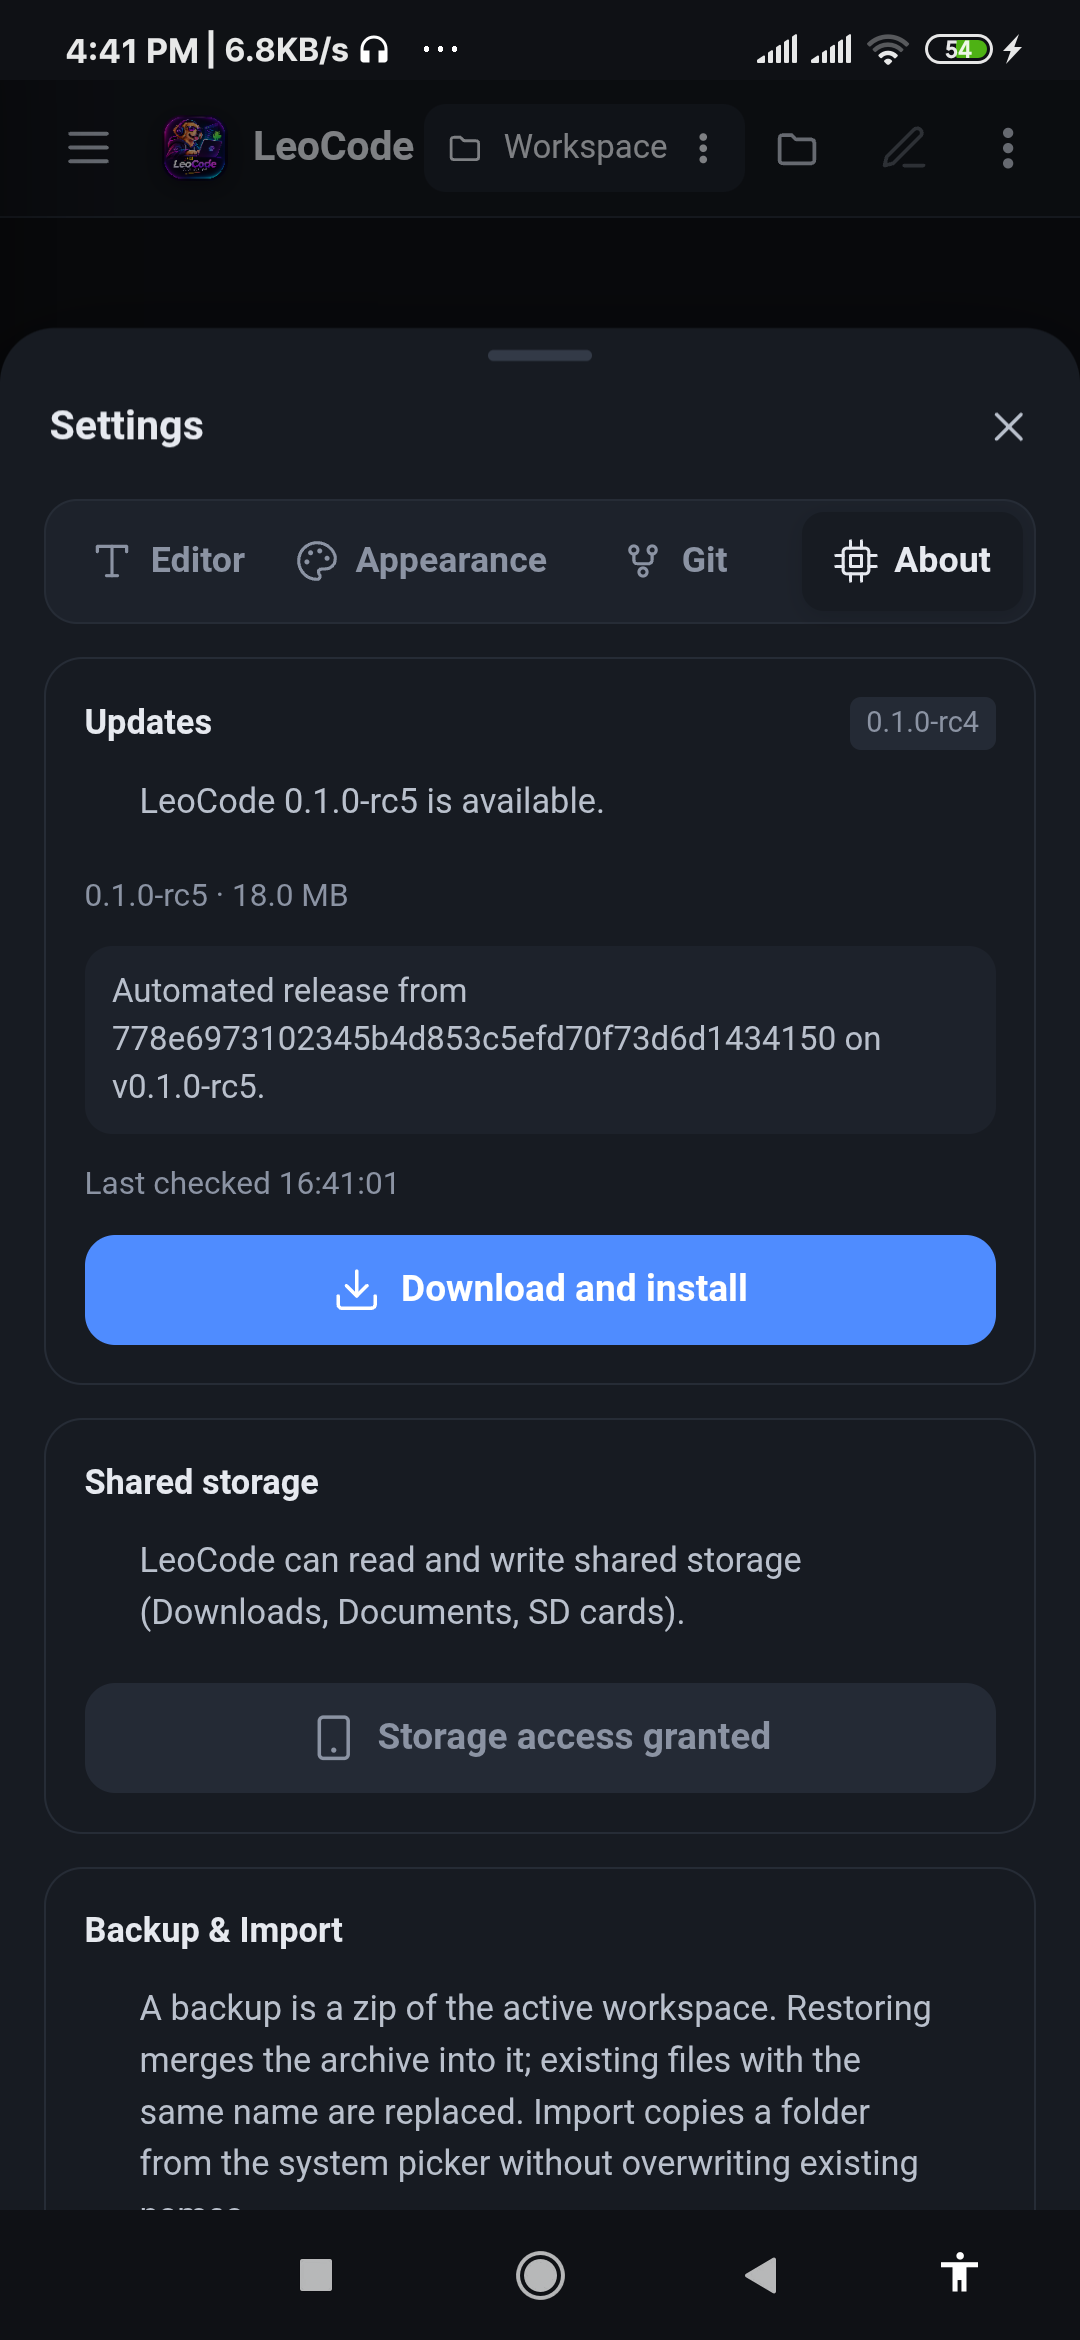 4:41 PM | 6.8KB/s
54
LeoCode
LeoCode
Workspace
Settings
Editor
Appearance
Git
About
Updates
0.1.0-rc4
LeoCode 0.1.0-rc5 is available.
0.1.0-rc5 · 18.0 MB
Automated release from
778e6973102345b4d853c5efd70f73d6d1434150 on
v0.1.0-rc5.
Last checked 16:41:01
Download and install
Shared storage
LeoCode can read and write shared storage
(Downloads, Documents, SD cards).
Storage access granted
Backup & Import
A backup is a zip of the active workspace. Restoring
merges the archive into it; existing files with the
same name are replaced. Import copies a folder
from the system picker without overwriting existing